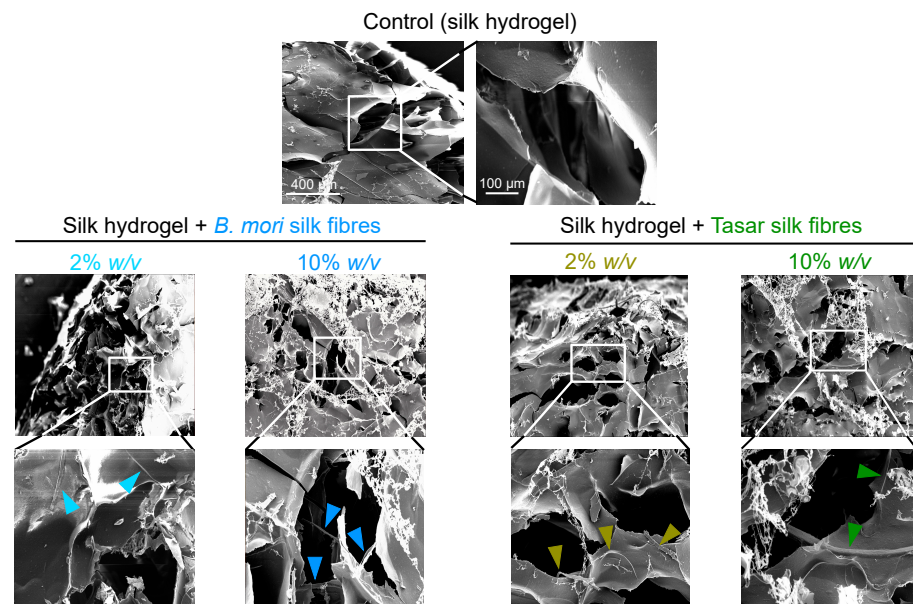 Control (silk hydrogel)
400 μm
100 μm
Silk hydrogel + B. mori silk fibres
Silk hydrogel + Tasar silk fibres
2% w/v
10% w/v
2% w/v
10% w/v